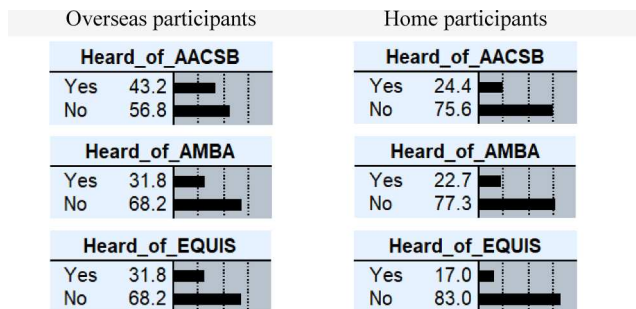 Overseas participants Home participants
Heard_of_AACSB Heard_of_AACSB
Yes 43.2 Yes 24.4
No 56.8 No 75.6
Heard_of_AMBA Heard_of_AMBA
Yes 31.8 Yes 22.7
No 68.2 No 77.3
Heard_of_EQUIS Heard_of_EQUIS
Yes 31.8 Yes 17.0
No 68.2 No 83.0